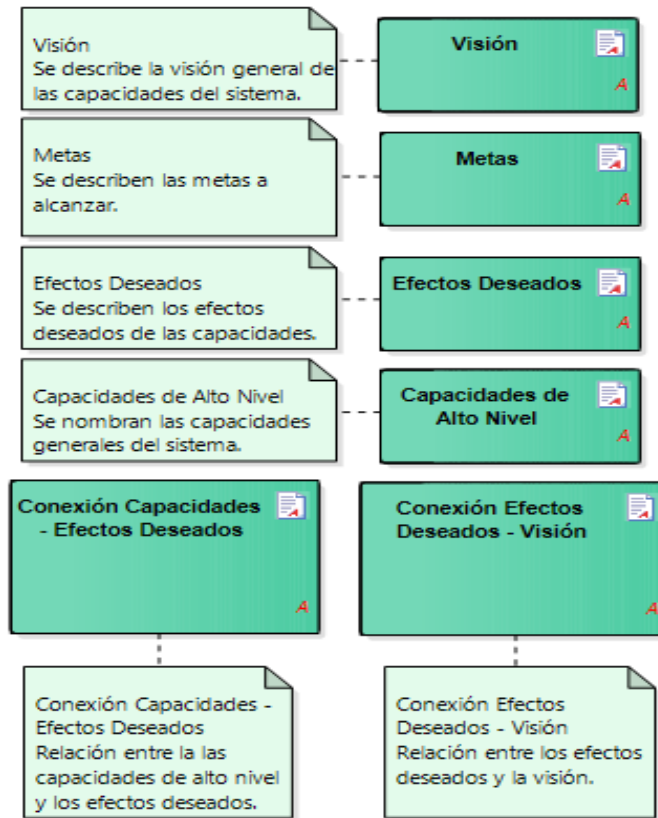 Visión
Se describe la visión general de
las capacidades del sistema.
Visión
A
Metas
Se describen las metas a
alcanzar.
Metas
A
Efectos Deseados
Se describen los efectos
deseados de las capacidades.
Efectos Deseados
A
Capacidades de Alto Nivel
Se nombran las capacidades
generales del sistema.
Capacidades de
Alto Nivel
A
Conexión Capacidades
- Efectos Deseados
A
Conexión Efectos
Deseados - Visión
A
Conexión Capacidades -
Efectos Deseados
Relación entre la las
capacidades de alto nivel
y los efectos deseados.
Conexión Efectos
Deseados - Visión
Relación entre los efectos
deseados y la visión.